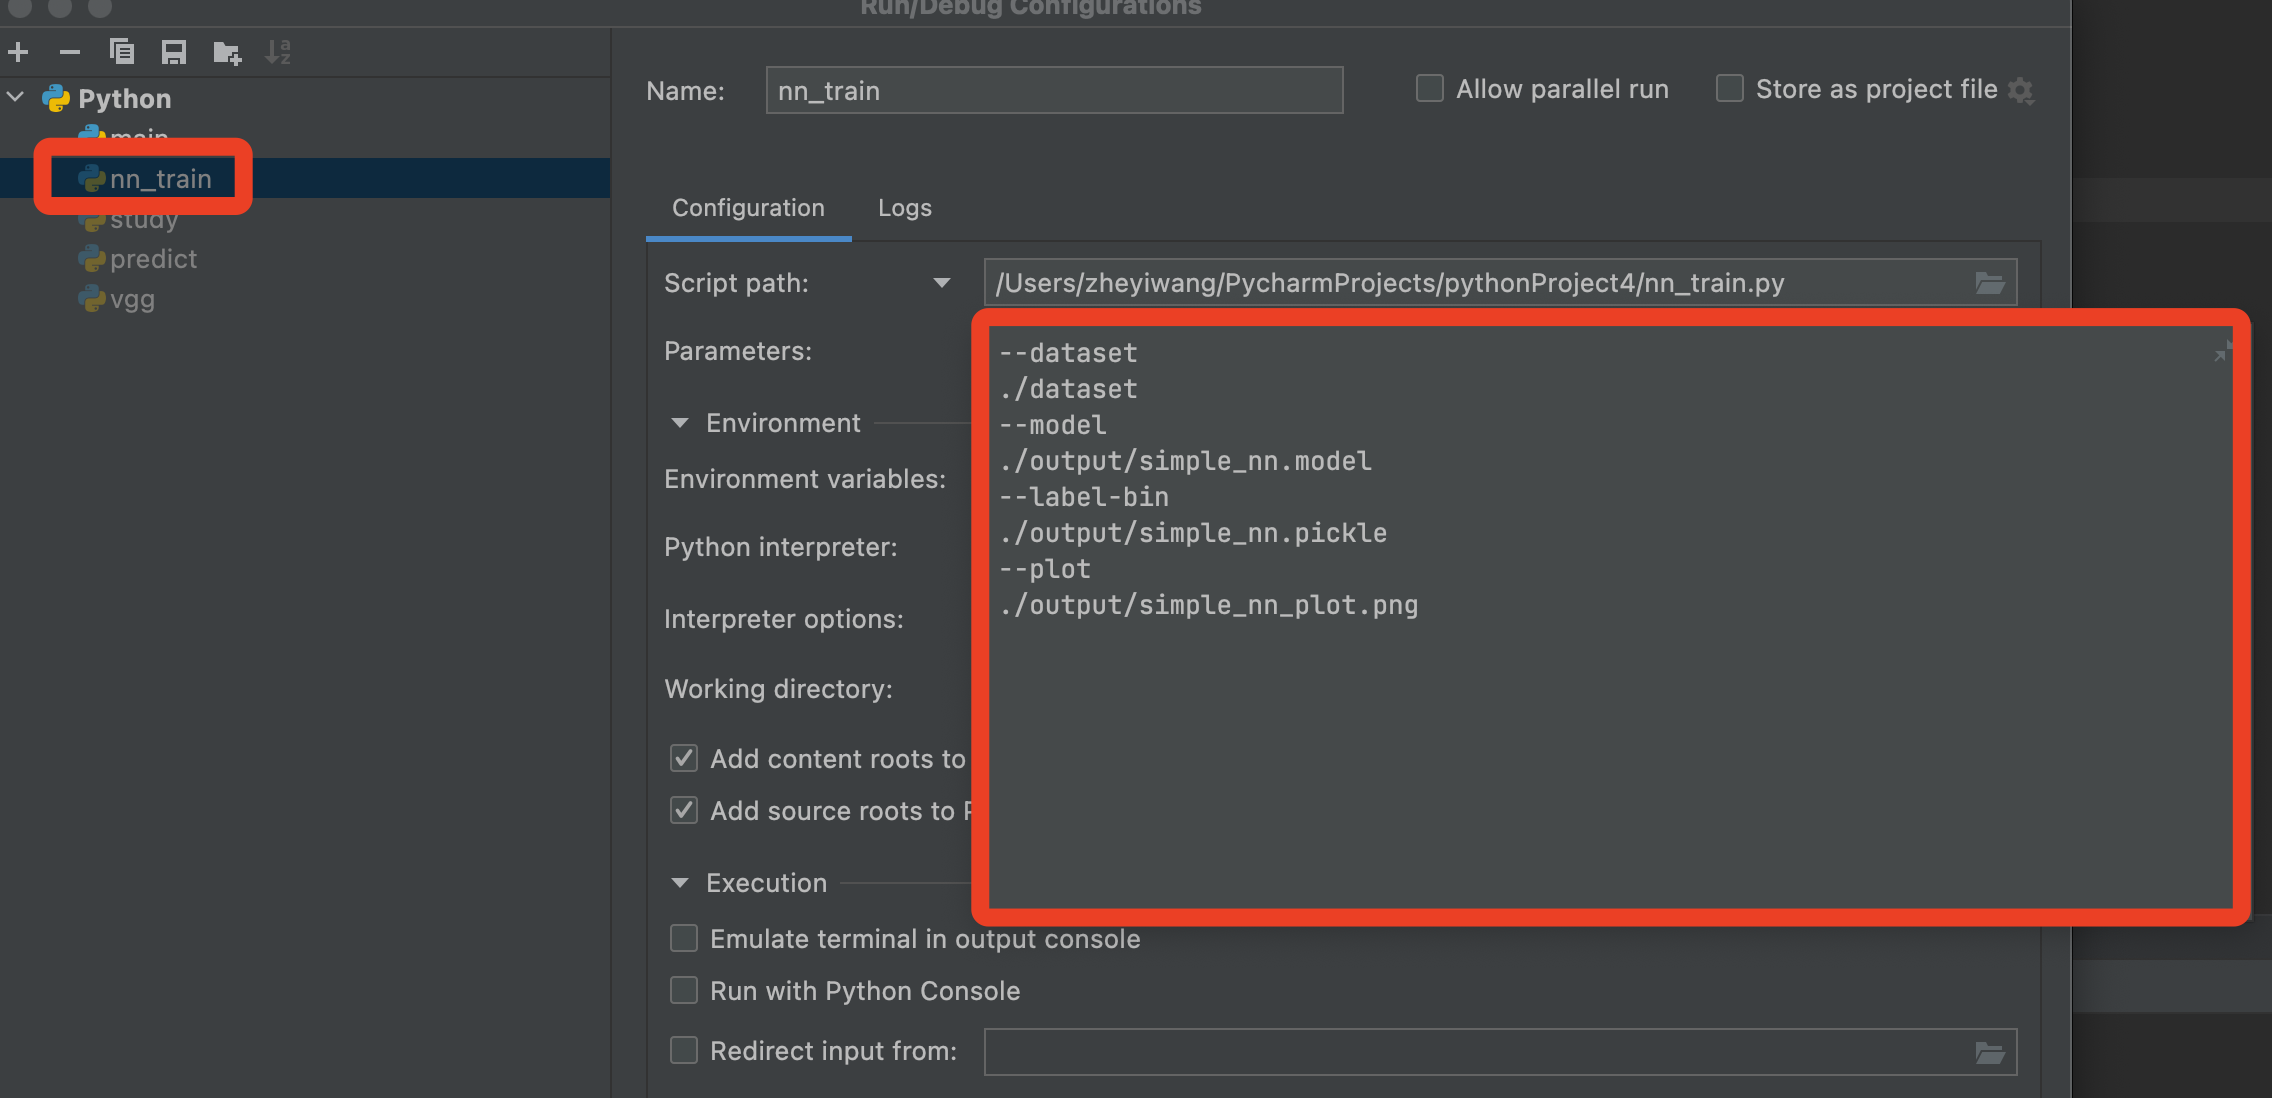 Run/Debug Configurations
Python
main
nn_train
study
predict
vgg
Name:
nn_train
Allow parallel run
Store as project file
Configuration
Logs
Script path:
/Users/zheyiwang/PycharmProjects/pythonProject4/nn_train.py
Parameters:
--dataset
./dataset
--model
./output/simple_nn.model
--label-bin
./output/simple_nn.pickle
--plot
./output/simple_nn_plot.png
Environment
Environment variables:
Python interpreter:
Interpreter options:
Working directory:
Add content roots to
Add source roots to
Execution
Emulate terminal in output console
Run with Python Console
Redirect input from: